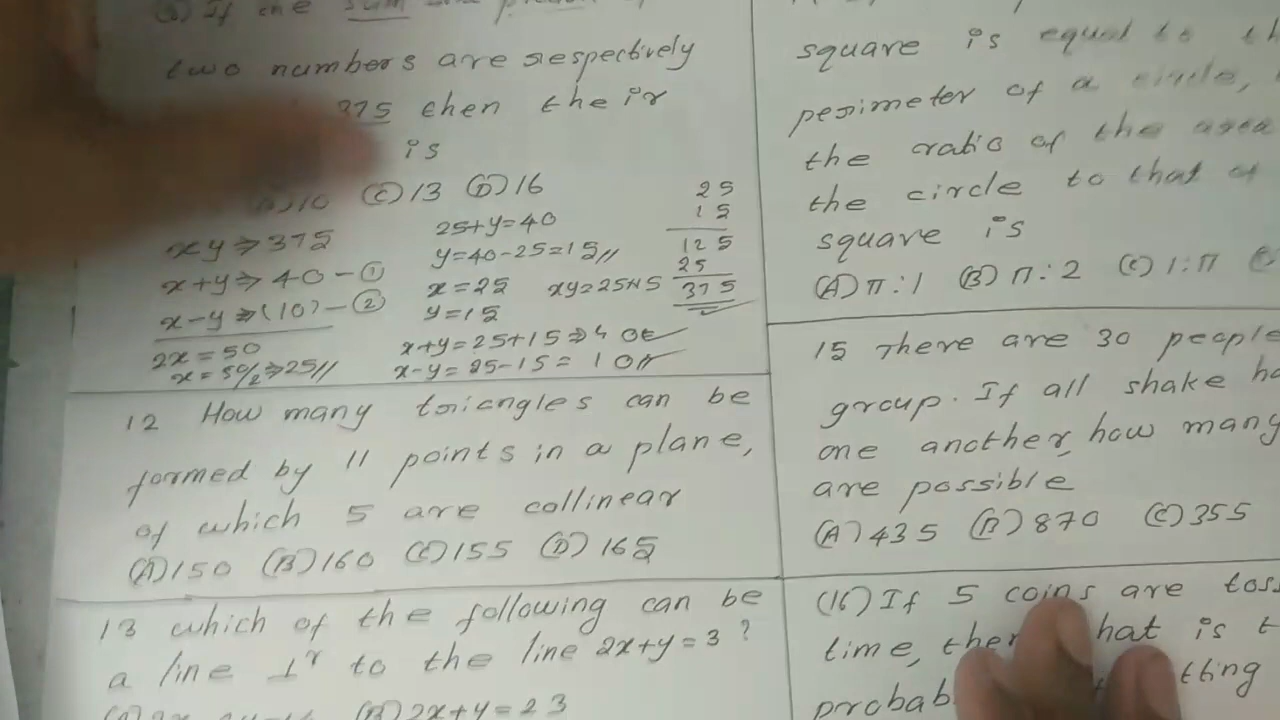 two numbers are respectively
375 then their
is
10 (C) 13 (D) 16
xy ⇒ 375
x+y ⇒ 40 - ①
x-y ⇒ (10) - ②
2x = 50
x = 50/2 ⇒ 25//
25+y=40
y=40-25=15//
x=25 xy=25×15
y=15
x+y=25+15⇒40
x-y=25-15=10
25
15
125
25
375
12 How many triangles can be
formed by 11 points in a plane,
of which 5 are collinear
(A) 150 (B) 160 (C) 155 (D) 165
13 which of the following can be
a line ⊥r to the line 2x+y=3?
(B) 2x+y=23
square is equal to
perimeter of a circle,
the ratio of the area
the circle to that of
square is
(A) π:1 (B) π:2 (C) 1:π
15 There are 30 people
group. If all shake
one another, how many
are possible
(A) 435 (B) 870 (C) 355
(16) If 5 coins are
time, is